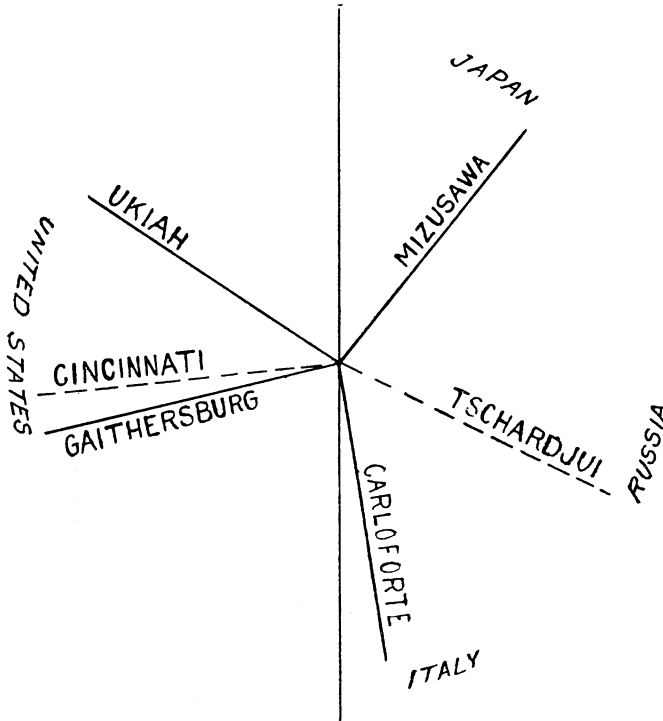 JAPAN
MIZUSAWA
UKIAH
UNITED STATES
CINCINNATI
GAITHERSBURG
TSCHARDJUI
RUSSIA
CARLOFORTE
ITALY